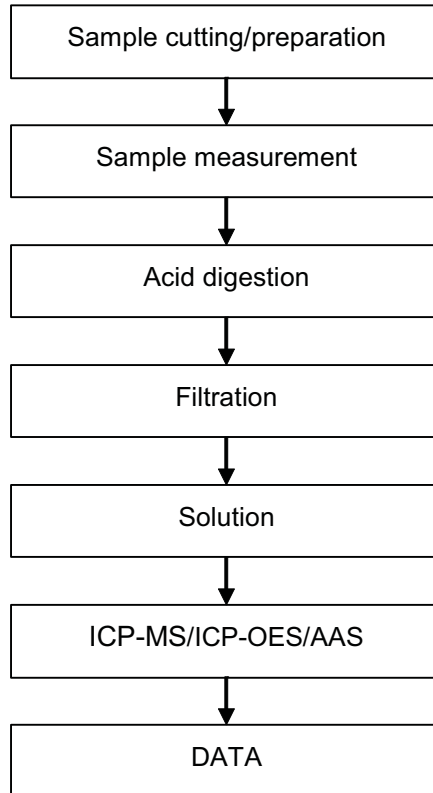 Sample cutting/preparation
Sample measurement
Acid digestion
Filtration
Solution
ICP-MS/ICP-OES/AAS
DATA